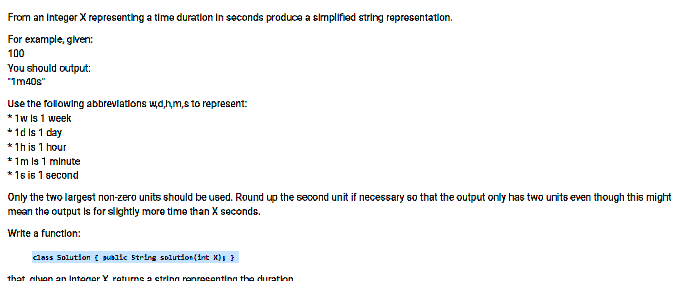 From an integer X representing a time duration in seconds produce a simplified string representation.
For example, given:
100
You should output:
"1m40s"
Use the following abbreviations w,d,h,m,s to represent:
* 1w is 1 week
* 1d is 1 day
* 1h is 1 hour
* 1m is 1 minute
* 1s is 1 second
Only the two largest non-zero units should be used. Round up the second unit if necessary so that the output only has two units even though this might
mean the output is for slightly more time than X seconds.
Write a function:
class Solution { public String solution(int X); }
that, given an integer X, returns a string representing the duration